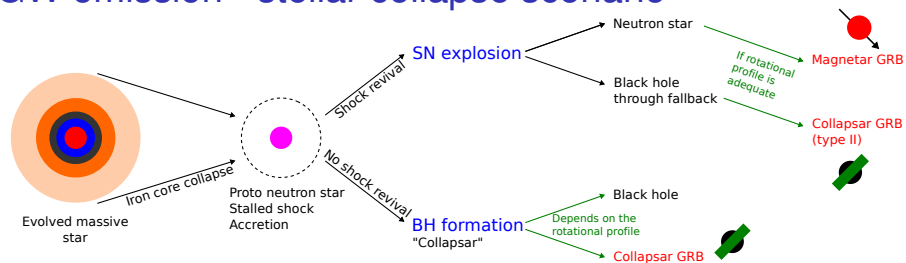 emission - stellar collapse scenario
Neutron star
SN explosion
Magnetar GRB
If rotational
profile is
adequate
Shock revival
Black hole
through fallback
Collapsar GRB
(type II)
Iron core collapse
No shock revival
Proto neutron star
Stalled shock
Accretion
Evolved massive
star
Black hole
BH formation
"Collapsar"
Depends on the
rotational profile
Collapsar GRB